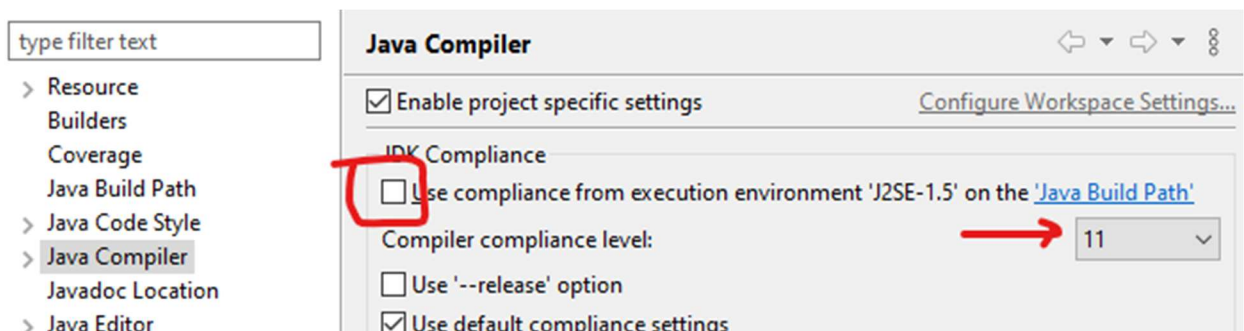 type filter text
Resource
Builders
Coverage
Java Build Path
Java Code Style
Java Compiler
Javadoc Location
Java Editor
Java Compiler
Enable project specific settings
Configure Workspace Settings...
JDK Compliance
Use compliance from execution environment 'J2SE-1.5' on the 'Java Build Path'
Compiler compliance level:
11
Use '--release' option
Use default compliance settings